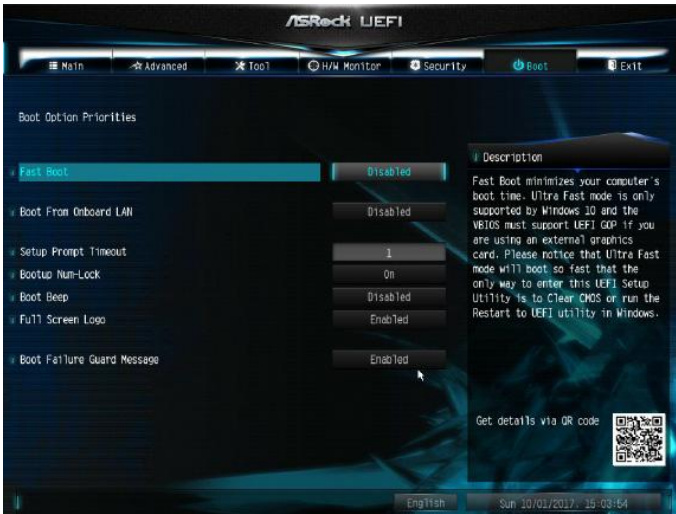 ASRock UEFI
Main Advanced Tool H/W Monitor Security Boot Exit
Boot Option Priorities
Fast Boot Disabled
Boot From Onboard LAN Disabled
Setup Prompt Timeout 1
Bootup Num-Lock On
Boot Beep Disabled
Full Screen Logo Enabled
Boot Failure Guard Message Enabled
Description
Fast Boot minimizes your computer's
boot time. Ultra Fast mode is only
supported by Windows 10 and the
VBIOS must support UEFI GOP if you
are using an external graphics
card. Please notice that Ultra Fast
mode will boot so fast that the
only way to enter this UEFI Setup
Utility is to Clear CMOS or run the
Restart to UEFI utility in Windows.
Get details via QR code
English Sun 10/01/2017. 15:03:54